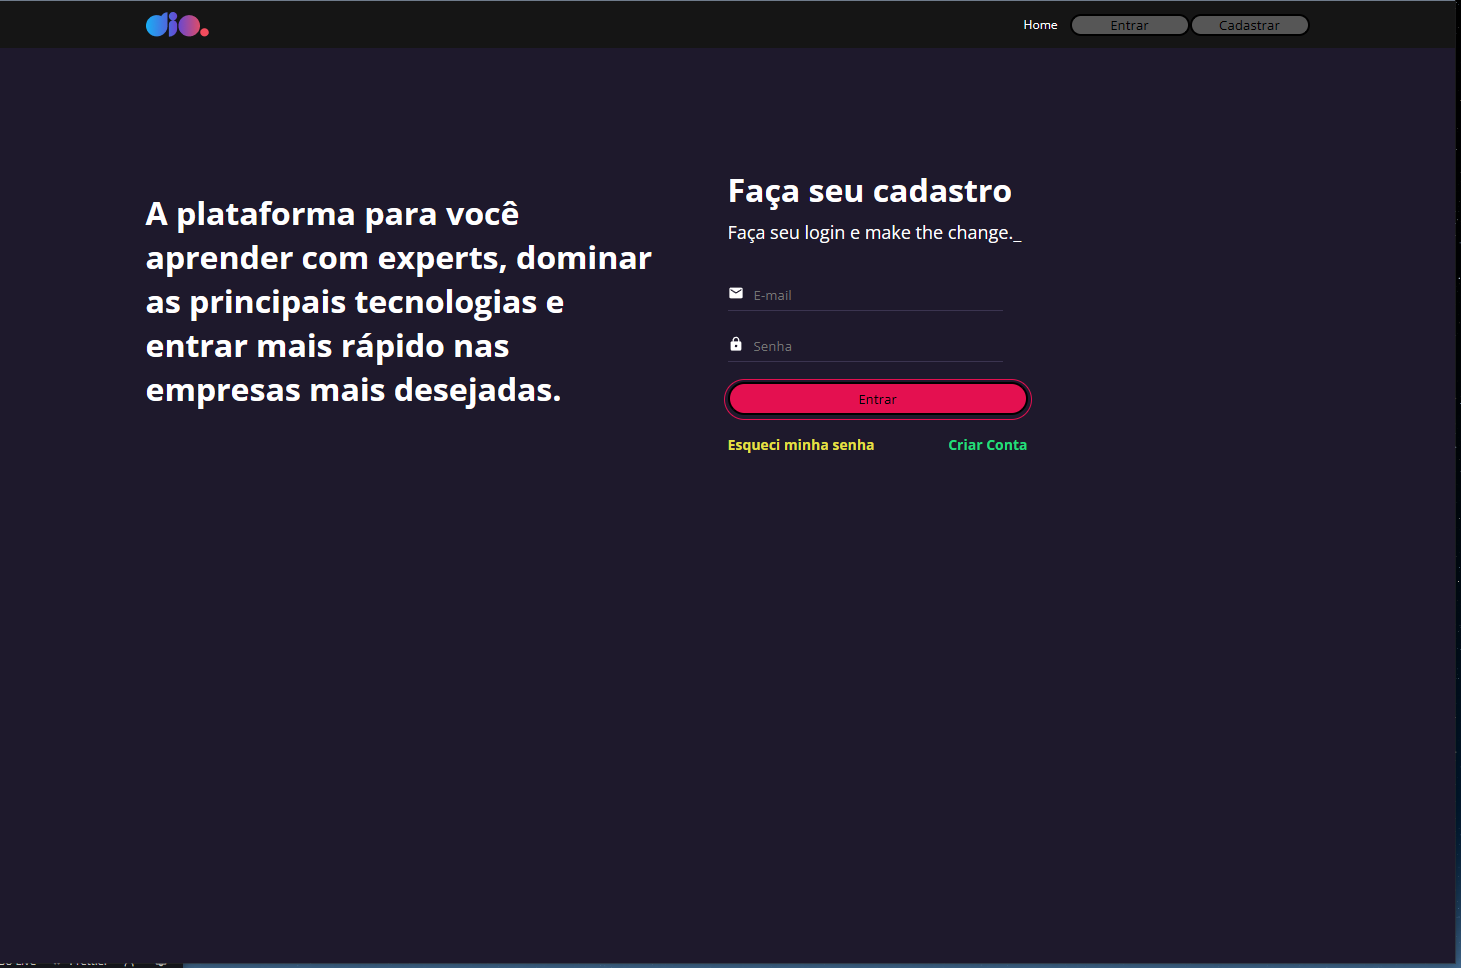 dio.
Home
Entrar
Cadastrar
A plataforma para você
aprender com experts, dominar
as principais tecnologias e
entrar mais rápido nas
empresas mais desejadas.
Faça seu cadastro
Faça seu login e make the change._
E-mail
Senha
Entrar
Esqueci minha senha
Criar Conta